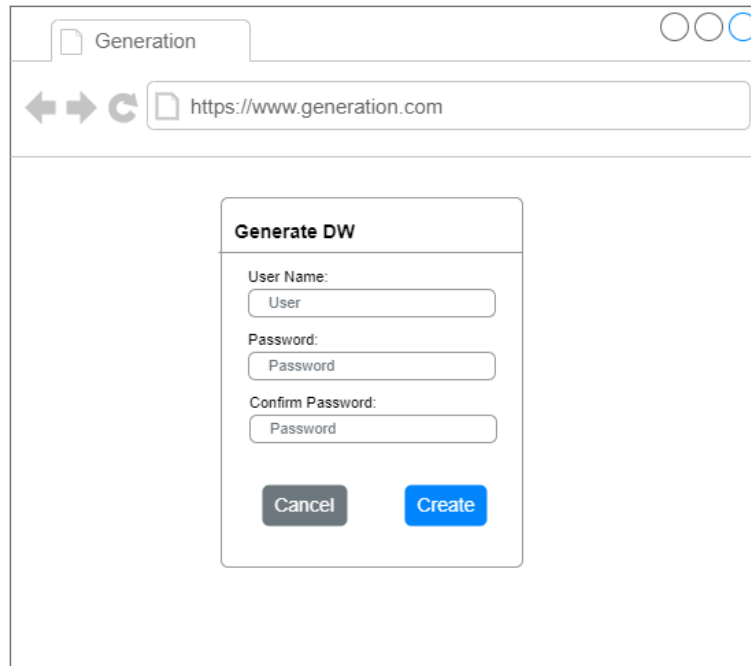 Generation
https://www.generation.com
Generate DW
User Name:
User
Password:
Password
Confirm Password:
Password
Cancel Create